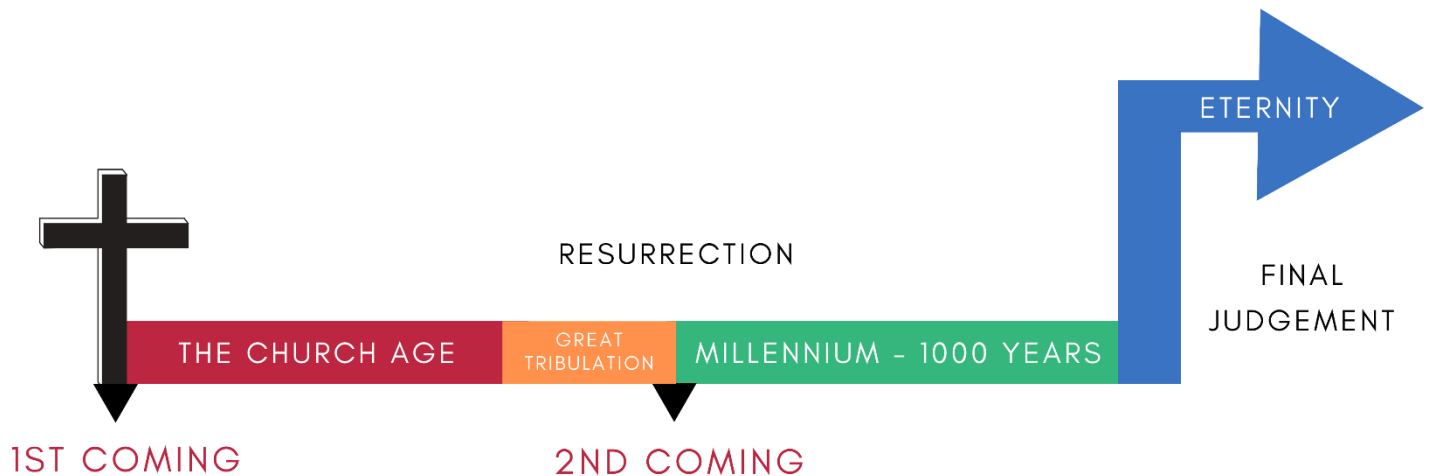 ETERNITY
RESURRECTION
FINAL
JUDGEMENT
THE CHURCH AGE
GREAT
TRIBULATION
MILLENNIUM - 1000 YEARS
1ST COMING
2ND COMING